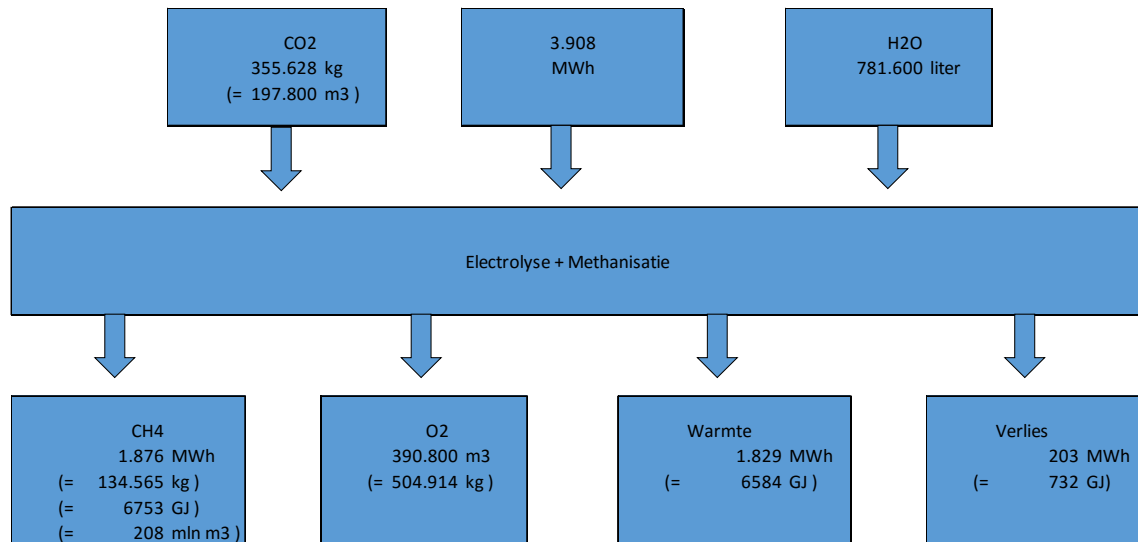 CO2
355.628 kg
(= 197.800 m3 )
3.908
MWh
H2O
781.600 liter
Electrolyse + Methanisatie
CH4
1.876 MWh
(= 134.565 kg )
(= 6753 GJ )
(= 208 mln m3 )
O2
390.800 m3
(= 504.914 kg )
Warmte
1.829 MWh
(= 6584 GJ )
Verlies
203 MWh
(= 732 GJ)